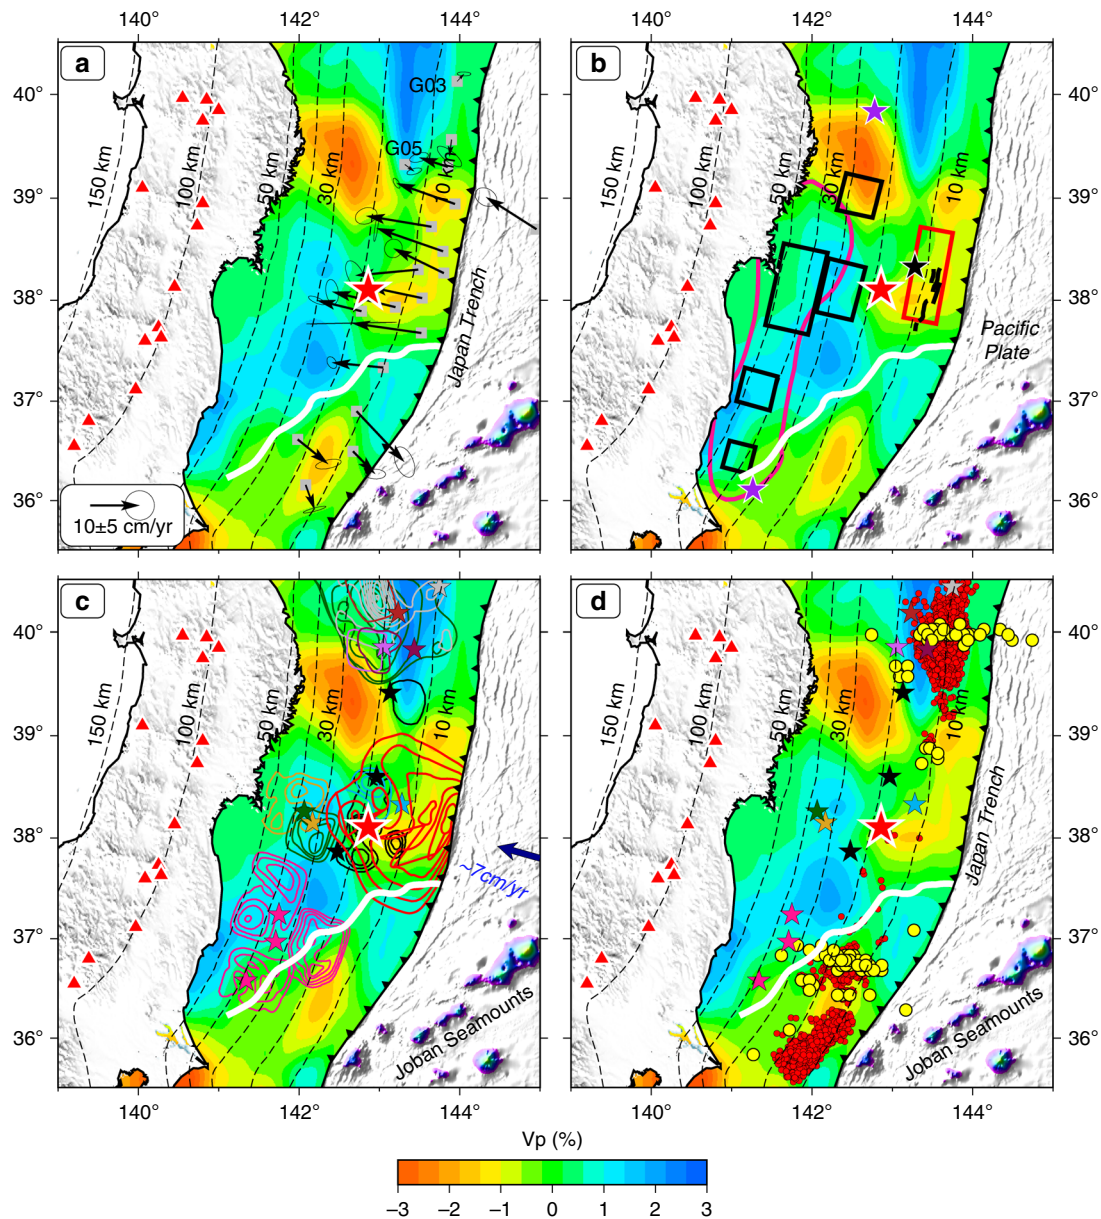 140°
142°
144°
142°
144°
a
b
G03
G05
150 km
100 km
50 km
30 km
10 km
Japan Trench
10±5 cm/yr
150 km
100 km
50 km
30 km
10 km
Pacific
Plate
40°
39°
38°
37°
36°
40°
39°
38°
37°
36°
c
d
150 km
100 km
50 km
30 km
10 km
~7cm/yr
Joban Seamounts
150 km
100 km
50 km
30 km
10 km
Japan Trench
Joban Seamounts
40°
39°
38°
37°
36°
40°
39°
38°
37°
36°
140°
142°
144°
140°
142°
144°
Vp (%)
−3
−2
−1
0
1
2
3